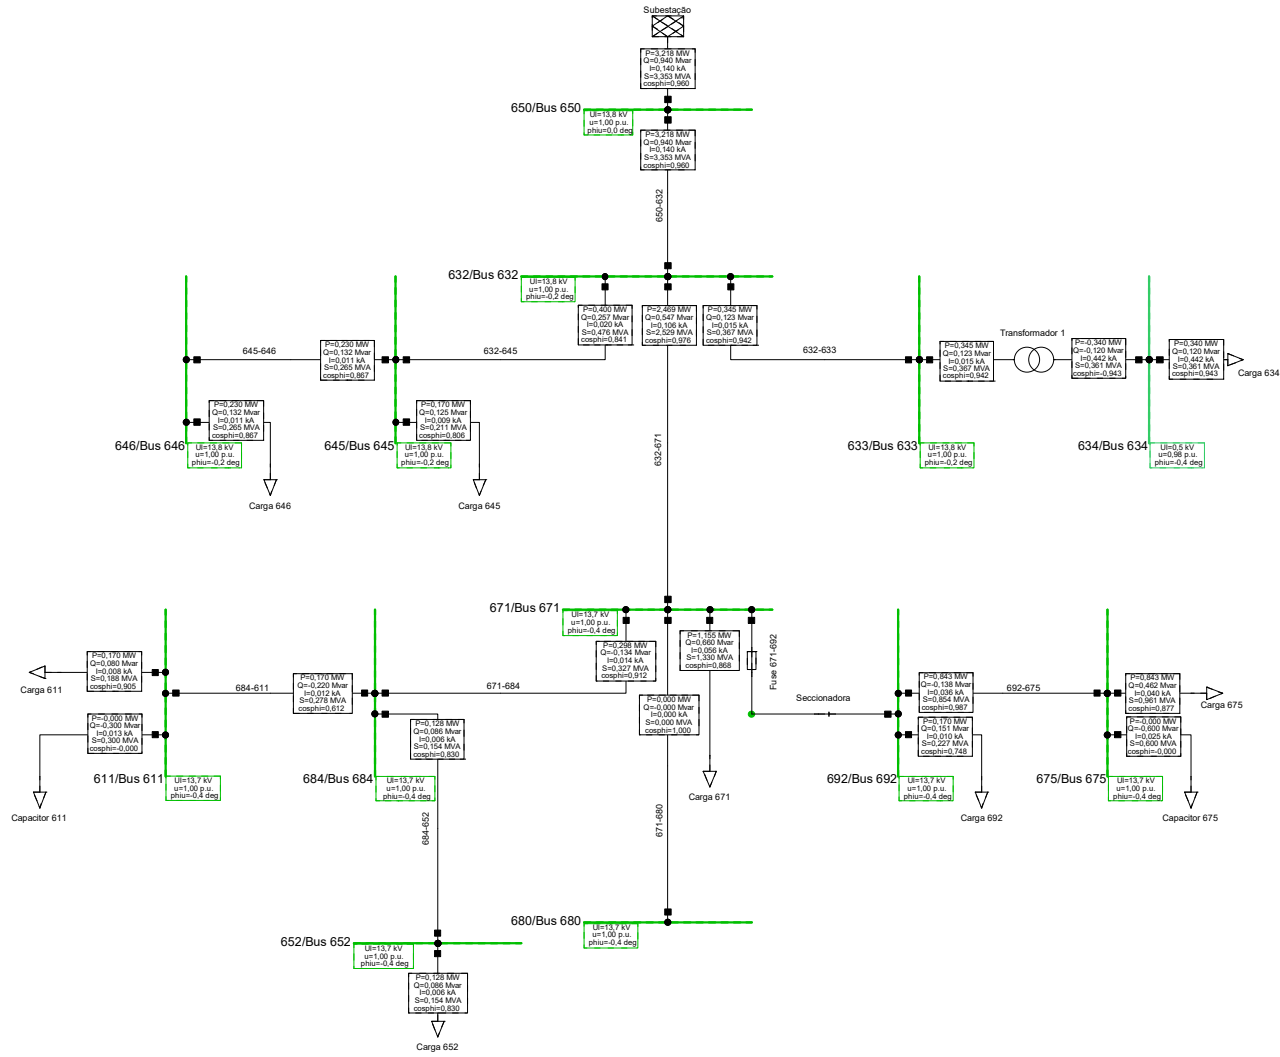 Subestação
P=3,218 MW
Q=0,940 Mvar
I=0,140 kA
S=3,353 MVA
cosphi=0,960
650/Bus 650
Ul=13,8 kV
u=1,00 p.u.
phiu=0,0 deg
P=3,218 MW
Q=0,940 Mvar
I=0,140 kA
S=3,353 MVA
cosphi=0,960
650-632
632/Bus 632
Ul=13,8 kV
u=1,00 p.u.
phiu=-0,2 deg
P=0,400 MW
Q=0,257 Mvar
I=0,020 kA
S=0,476 MVA
cosphi=0,841
P=2,469 MW
Q=0,547 Mvar
I=0,106 kA
S=2,529 MVA
cosphi=0,976
P=0,345 MW
Q=0,123 Mvar
I=0,015 kA
S=0,367 MVA
cosphi=0,942
645-646
P=0,230 MW
Q=0,132 Mvar
I=0,011 kA
S=0,265 MVA
cosphi=0,867
632-645
632-633
P=0,345 MW
Q=0,123 Mvar
I=0,015 kA
S=0,367 MVA
cosphi=0,942
Transformador 1
P=-0,340 MW
Q=-0,120 Mvar
I=0,442 kA
S=0,361 MVA
cosphi=-0,943
P=0,340 MW
Q=0,120 Mvar
I=0,442 kA
S=0,361 MVA
cosphi=0,943
Carga 634
P=0,230 MW
Q=0,132 Mvar
I=0,011 kA
S=0,265 MVA
cosphi=0,867
646/Bus 646
Ul=13,8 kV
u=1,00 p.u.
phiu=-0,2 deg
Carga 646
P=0,170 MW
Q=0,125 Mvar
I=0,009 kA
S=0,211 MVA
cosphi=0,806
645/Bus 645
Ul=13,8 kV
u=1,00 p.u.
phiu=-0,2 deg
Carga 645
632-671
633/Bus 633
Ul=13,8 kV
u=1,00 p.u.
phiu=-0,2 deg
634/Bus 634
Ul=0,5 kV
u=0,98 p.u.
phiu=-0,4 deg
671/Bus 671
Ul=13,7 kV
u=1,00 p.u.
phiu=-0,4 deg
P=0,298 MW
Q=-0,134 Mvar
I=0,014 kA
S=0,327 MVA
cosphi=0,912
P=1,155 MW
Q=0,660 Mvar
I=0,056 kA
S=1,330 MVA
cosphi=0,868
Fuse 671-692
P=0,170 MW
Q=0,080 Mvar
I=0,008 kA
S=0,188 MVA
cosphi=0,905
Carga 611
684-611
P=0,170 MW
Q=-0,220 Mvar
I=0,012 kA
S=0,278 MVA
cosphi=0,612
671-684
P=0,000 MW
Q=-0,000 Mvar
I=0,000 kA
S=0,000 MVA
cosphi=1,000
Seccionadora
P=0,843 MW
Q=-0,138 Mvar
I=0,036 kA
S=0,854 MVA
cosphi=0,987
692-675
P=0,843 MW
Q=0,462 Mvar
I=0,040 kA
S=0,961 MVA
cosphi=0,877
Carga 675
P=-0,000 MW
Q=-0,300 Mvar
I=0,013 kA
S=0,300 MVA
cosphi=-0,000
P=0,128 MW
Q=0,086 Mvar
I=0,006 kA
S=0,154 MVA
cosphi=0,830
P=0,170 MW
Q=0,151 Mvar
I=0,010 kA
S=0,227 MVA
cosphi=0,748
P=-0,000 MW
Q=-0,600 Mvar
I=0,025 kA
S=0,600 MVA
cosphi=-0,000
611/Bus 611
Ul=13,7 kV
u=1,00 p.u.
phiu=-0,4 deg
Capacitor 611
684/Bus 684
Ul=13,7 kV
u=1,00 p.u.
phiu=-0,4 deg
684-652
671-680
Carga 671
692/Bus 692
Ul=13,7 kV
u=1,00 p.u.
phiu=-0,4 deg
Carga 692
675/Bus 675
Ul=13,7 kV
u=1,00 p.u.
phiu=-0,4 deg
Capacitor 675
680/Bus 680
Ul=13,7 kV
u=1,00 p.u.
phiu=-0,4 deg
652/Bus 652
Ul=13,7 kV
u=1,00 p.u.
phiu=-0,4 deg
P=0,128 MW
Q=0,086 Mvar
I=0,006 kA
S=0,154 MVA
cosphi=0,830
Carga 652